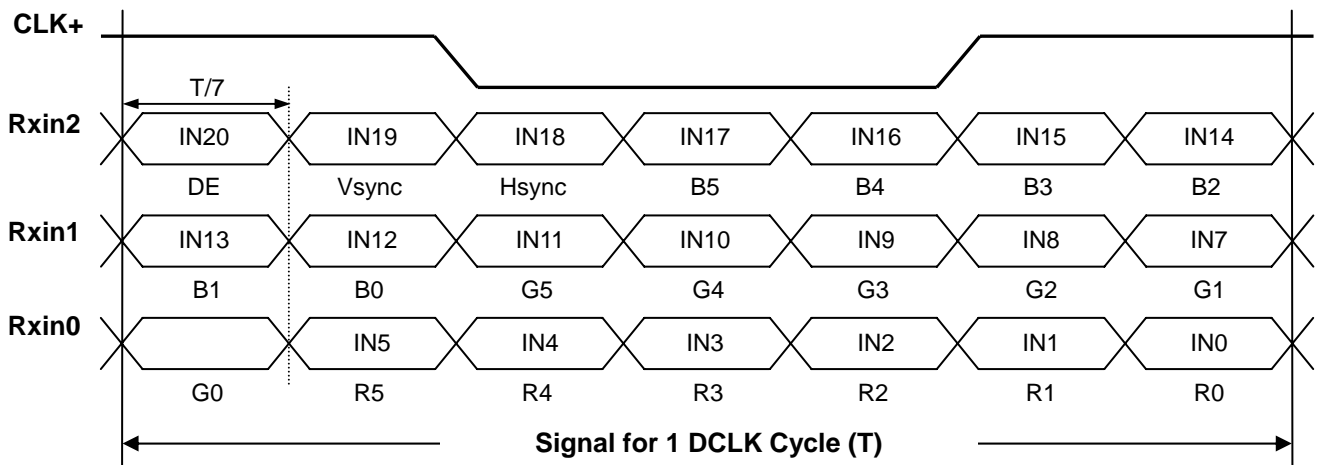 CLK+
T/7
Rxin2 IN20 IN19 IN18 IN17 IN16 IN15 IN14
DE Vsync Hsync B5 B4 B3 B2
Rxin1 IN13 IN12 IN11 IN10 IN9 IN8 IN7
B1 B0 G5 G4 G3 G2 G1
Rxin0 IN5 IN4 IN3 IN2 IN1 IN0
G0 R5 R4 R3 R2 R1 R0
Signal for 1 DCLK Cycle (T)